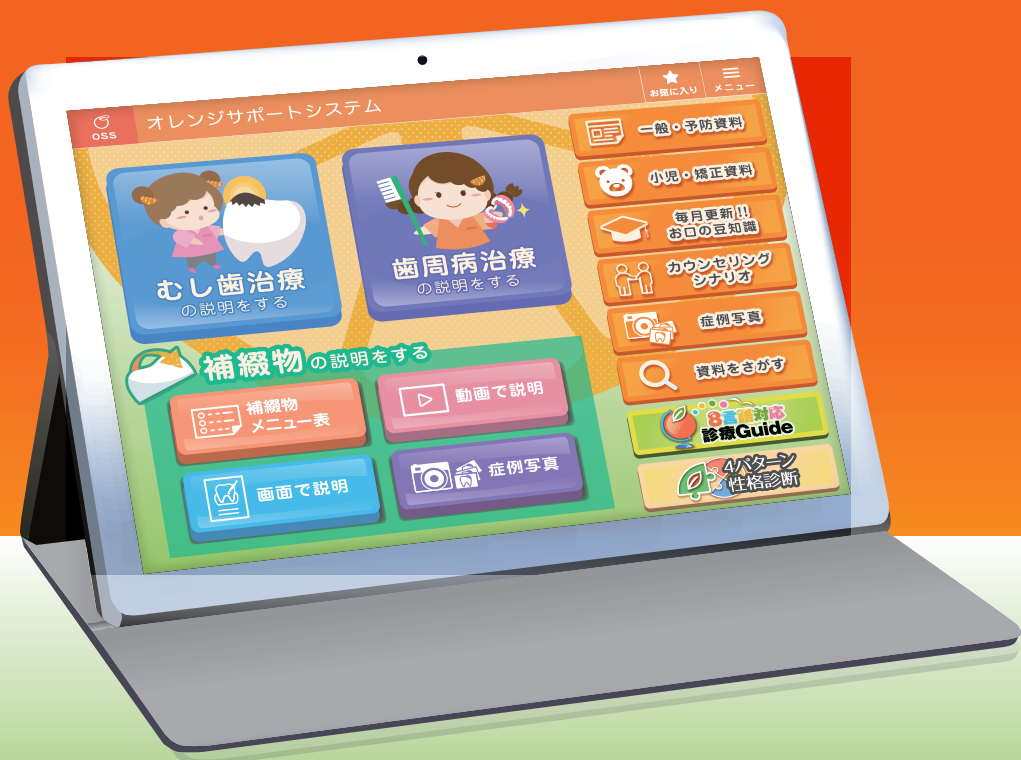 OSS
オレンジサポートシステム
お気に入り
メニュー
むし歯治療
の説明をする
歯周病治療
の説明をする
補綴物の説明をする
補綴物
メニュー表
動画で説明
画面で説明
症例写真
一般・予防資料
小児・矯正資料
毎月更新!!
お口の豆知識
カウンセリング
シナリオ
症例写真
資料をさがす
8言語対応
診療Guide
4パターン
性格診断